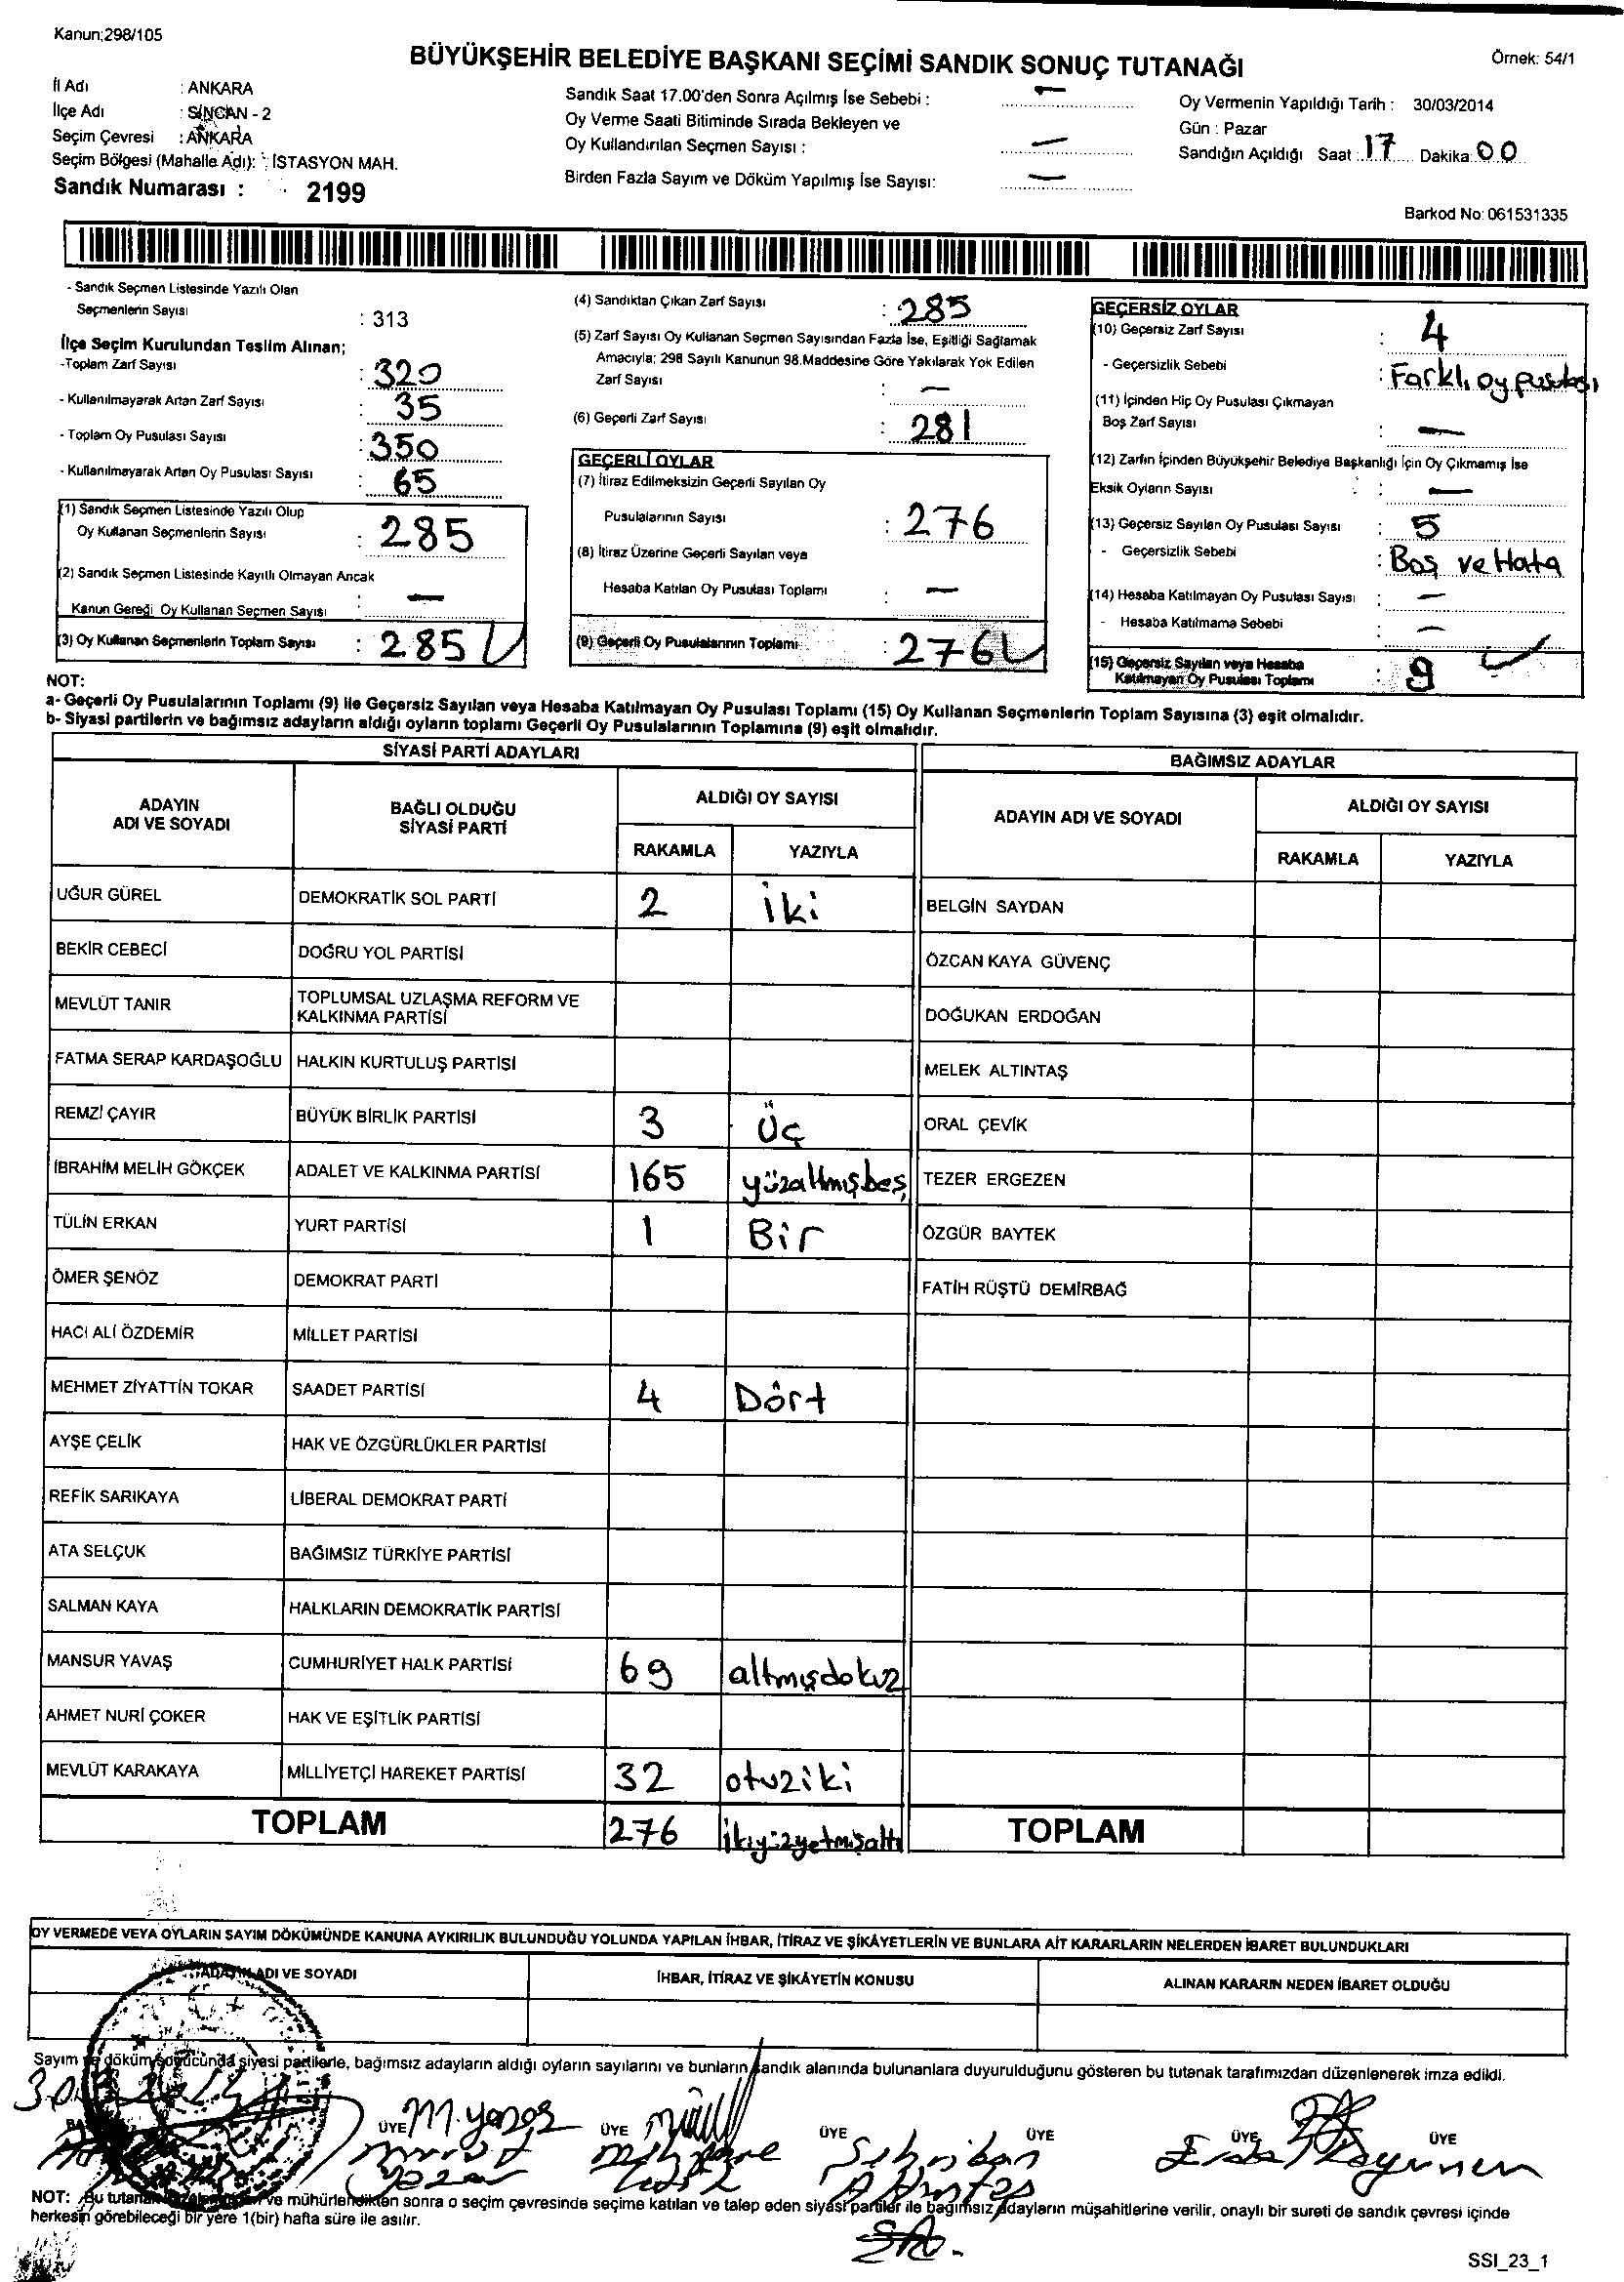 Kanun;298/105
BÜYÜKŞEHİR BELEDİYE BAŞKANI SEÇİMİ SANDIK SONUÇ TUTANAĞI
Örnek: 54/1
İl Adı : ANKARA
İlçe Adı : SİNCAN - 2
Seçim Çevresi : ANKARA
Seçim Bölgesi (Mahalle Adı): İSTASYON MAH.
Sandık Numarası : 2199
Sandık Saat 17.00'den Sonra Açılmış İse Sebebi : —
Oy Verme Saati Bitiminde Sırada Bekleyen ve
Oy Kullandırılan Seçmen Sayısı : —
Birden Fazla Sayım ve Döküm Yapılmış İse Sayısı: —
Oy Vermenin Yapıldığı Tarih : 30/03/2014
Gün : Pazar
Sandığın Açıldığı Saat 17 Dakika 00
Barkod No: 061531335
- Sandık Seçmen Listesinde Yazılı Olan
Seçmenlerin Sayısı : 313
İlçe Seçim Kurulundan Teslim Alınan;
-Toplam Zarf Sayısı : 320
- Kullanılmayarak Artan Zarf Sayısı : 35
- Toplam Oy Pusulası Sayısı : 350
- Kullanılmayarak Artan Oy Pusulası Sayısı : 65
(1) Sandık Seçmen Listesinde Yazılı Olup
Oy Kullanan Seçmenlerin Sayısı : 285
(2) Sandık Seçmen Listesinde Kayıtlı Olmayan Ancak
Kanun Gereği Oy Kullanan Seçmen Sayısı : —
(3) Oy Kullanan Seçmenlerin Toplam Sayısı : 285
(4) Sandıktan Çıkan Zarf Sayısı : 285
(5) Zarf Sayısı Oy Kullanan Seçmen Sayısından Fazla İse, Eşitliği Sağlamak
Amacıyla; 298 Sayılı Kanunun 98.Maddesine Göre Yakılarak Yok Edilen
Zarf Sayısı : —
(6) Geçerli Zarf Sayısı : 281
GEÇERLİ OYLAR
(7) İtiraz Edilmeksizin Geçerli Sayılan Oy
Pusulalarının Sayısı : 276
(8) İtiraz Üzerine Geçerli Sayılan veya
Hesaba Katılan Oy Pusulası Toplamı : —
(9) Geçerli Oy Pusulalarının Toplamı : 276
GEÇERSİZ OYLAR
(10) Geçersiz Zarf Sayısı : 4
- Geçersizlik Sebebi : Farklı oy pusulası
(11) İçinden Hiç Oy Pusulası Çıkmayan
Boş Zarf Sayısı : —
(12) Zarfın İçinden Büyükşehir Belediye Başkanlığı İçin Oy Çıkmamış İse
Eksik Oyların Sayısı : —
(13) Geçersiz Sayılan Oy Pusulası Sayısı : 5
- Geçersizlik Sebebi : Boş ve Hata
(14) Hesaba Katılmayan Oy Pusulası Sayısı : —
- Hesaba Katılmama Sebebi : —
(15) Geçersiz Sayılan veya Hesaba
Katılmayan Oy Pusulası Toplamı : 9
NOT:
a- Geçerli Oy Pusulalarının Toplamı (9) ile Geçersiz Sayılan veya Hesaba Katılmayan Oy Pusulası Toplamı (15) Oy Kullanan Seçmenlerin Toplam Sayısına (3) eşit olmalıdır.
b- Siyasi partilerin ve bağımsız adayların aldığı oyların toplamı Geçerli Oy Pusulalarının Toplamına (9) eşit olmalıdır.
SİYASİ PARTİ ADAYLARI BAĞIMSIZ ADAYLAR
ADAYIN ADI VE SOYADI BAĞLI OLDUĞU SİYASİ PARTİ ALDIĞI OY SAYISI ADAYIN ADI VE SOYADI ALDIĞI OY SAYISI
RAKAMLA YAZIYLA RAKAMLA YAZIYLA
UĞUR GÜREL DEMOKRATİK SOL PARTİ 2 İki BELGİN SAYDAN
BEKİR CEBECİ DOĞRU YOL PARTİSİ ÖZCAN KAYA GÜVENÇ
MEVLÜT TANIR TOPLUMSAL UZLAŞMA REFORM VE KALKINMA PARTİSİ DOĞUKAN ERDOĞAN
FATMA SERAP KARDAŞOĞLU HALKIN KURTULUŞ PARTİSİ MELEK ALTINTAŞ
REMZİ ÇAYIR BÜYÜK BİRLİK PARTİSİ 3 Üç ORAL ÇEVİK
İBRAHİM MELİH GÖKÇEK ADALET VE KALKINMA PARTİSİ 165 yüzaltmışbeş TEZER ERGEZEN
TÜLİN ERKAN YURT PARTİSİ 1 Bir ÖZGÜR BAYTEK
ÖMER ŞENÖZ DEMOKRAT PARTİ FATİH RÜŞTÜ DEMİRBAĞ
HACI ALİ ÖZDEMİR MİLLET PARTİSİ
MEHMET ZİYATTİN TOKAR SAADET PARTİSİ 4 Dört
AYŞE ÇELİK HAK VE ÖZGÜRLÜKLER PARTİSİ
REFİK SARIKAYA LİBERAL DEMOKRAT PARTİ
ATA SELÇUK BAĞIMSIZ TÜRKİYE PARTİSİ
SALMAN KAYA HALKLARIN DEMOKRATİK PARTİSİ
MANSUR YAVAŞ CUMHURİYET HALK PARTİSİ 69 altmışdokuz
AHMET NURİ ÇOKER HAK VE EŞİTLİK PARTİSİ
MEVLÜT KARAKAYA MİLLİYETÇİ HAREKET PARTİSİ 32 otuziki
TOPLAM 276 ikiyüzyetmişaltı TOPLAM
OY VERMEDE VEYA OYLARIN SAYIM DÖKÜMÜNDE KANUNA AYKIRILIK BULUNDUĞU YOLUNDA YAPILAN İHBAR, İTİRAZ VE ŞİKÂYETLERİN VE BUNLARA AİT KARARLARIN NELERDEN İBARET BULUNDUKLARI
ADAYIN ADI VE SOYADI İHBAR, İTİRAZ VE ŞİKÂYETİN KONUSU ALINAN KARARIN NEDEN İBARET OLDUĞU
Sayım ve döküm sonucunda siyasi partilerle, bağımsız adayların aldığı oyların sayılarını ve bunların sandık alanında bulunanlara duyurulduğunu gösteren bu tutanak tarafımızdan düzenlenerek imza edildi.
ÜYE ÜYE ÜYE ÜYE ÜYE ÜYE
NOT: Bu tutanak ve mühürlendikten sonra o seçim çevresinde seçime katılan ve talep eden siyasi partiler ile bağımsız adayların müşahitlerine verilir, onaylı bir sureti de sandık çevresi içinde
herkesin görebileceği bir yere 1(bir) hafta süre ile asılır.
SSI_23_1